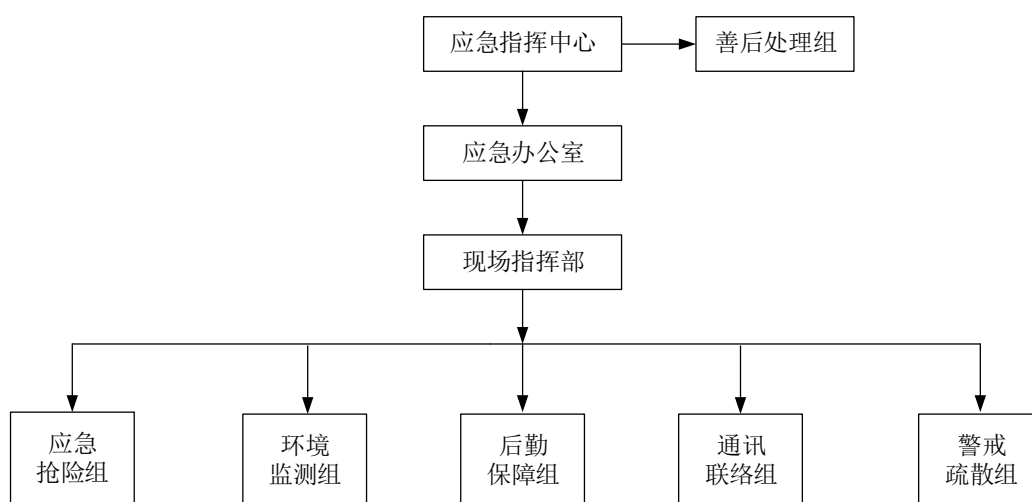 应急指挥中心
善后处理组
应急办公室
现场指挥部
应急
抢险组
环境
监测组
后勤
保障组
通讯
联络组
警戒
疏散组